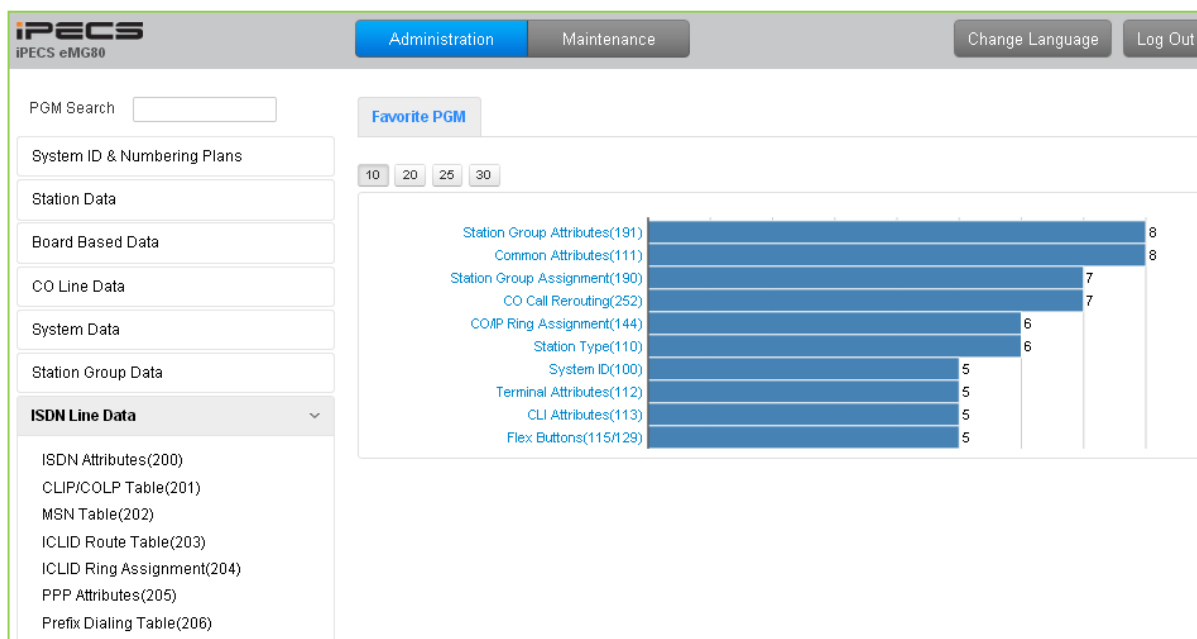 iPECS
iPECS eMG80
Administration
Maintenance
Change Language
Log Out
PGM Search
System ID & Numbering Plans
Station Data
Board Based Data
CO Line Data
System Data
Station Group Data
ISDN Line Data
ISDN Attributes(200)
CLIP/COLP Table(201)
MSN Table(202)
ICLID Route Table(203)
ICLID Ring Assignment(204)
PPP Attributes(205)
Prefix Dialing Table(206)
Favorite PGM
10 20 25 30
Station Group Attributes(191) 8
Common Attributes(111) 8
Station Group Assignment(190) 7
CO Call Rerouting(252) 7
CO/IP Ring Assignment(144) 6
Station Type(110) 6
System ID(100) 5
Terminal Attributes(112) 5
CLI Attributes(113) 5
Flex Buttons(115/129) 5